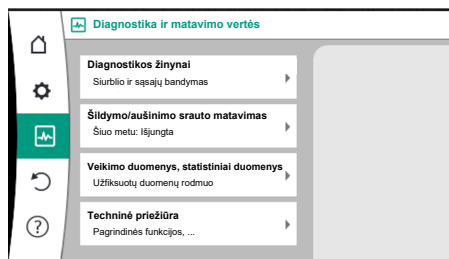 Diagnostika ir matavimo vertės
Diagnostikos žinynai
Siurblio ir sąsajų bandymas
Šildymo/aušinimo srauto matavimas
Šiuo metu: Išjungta
Veikimo duomenys, statistiniai duomenys
Užfiksuotų duomenų rodmuo
Techninė priežiūra
Pagrindinės funkcijos, ...